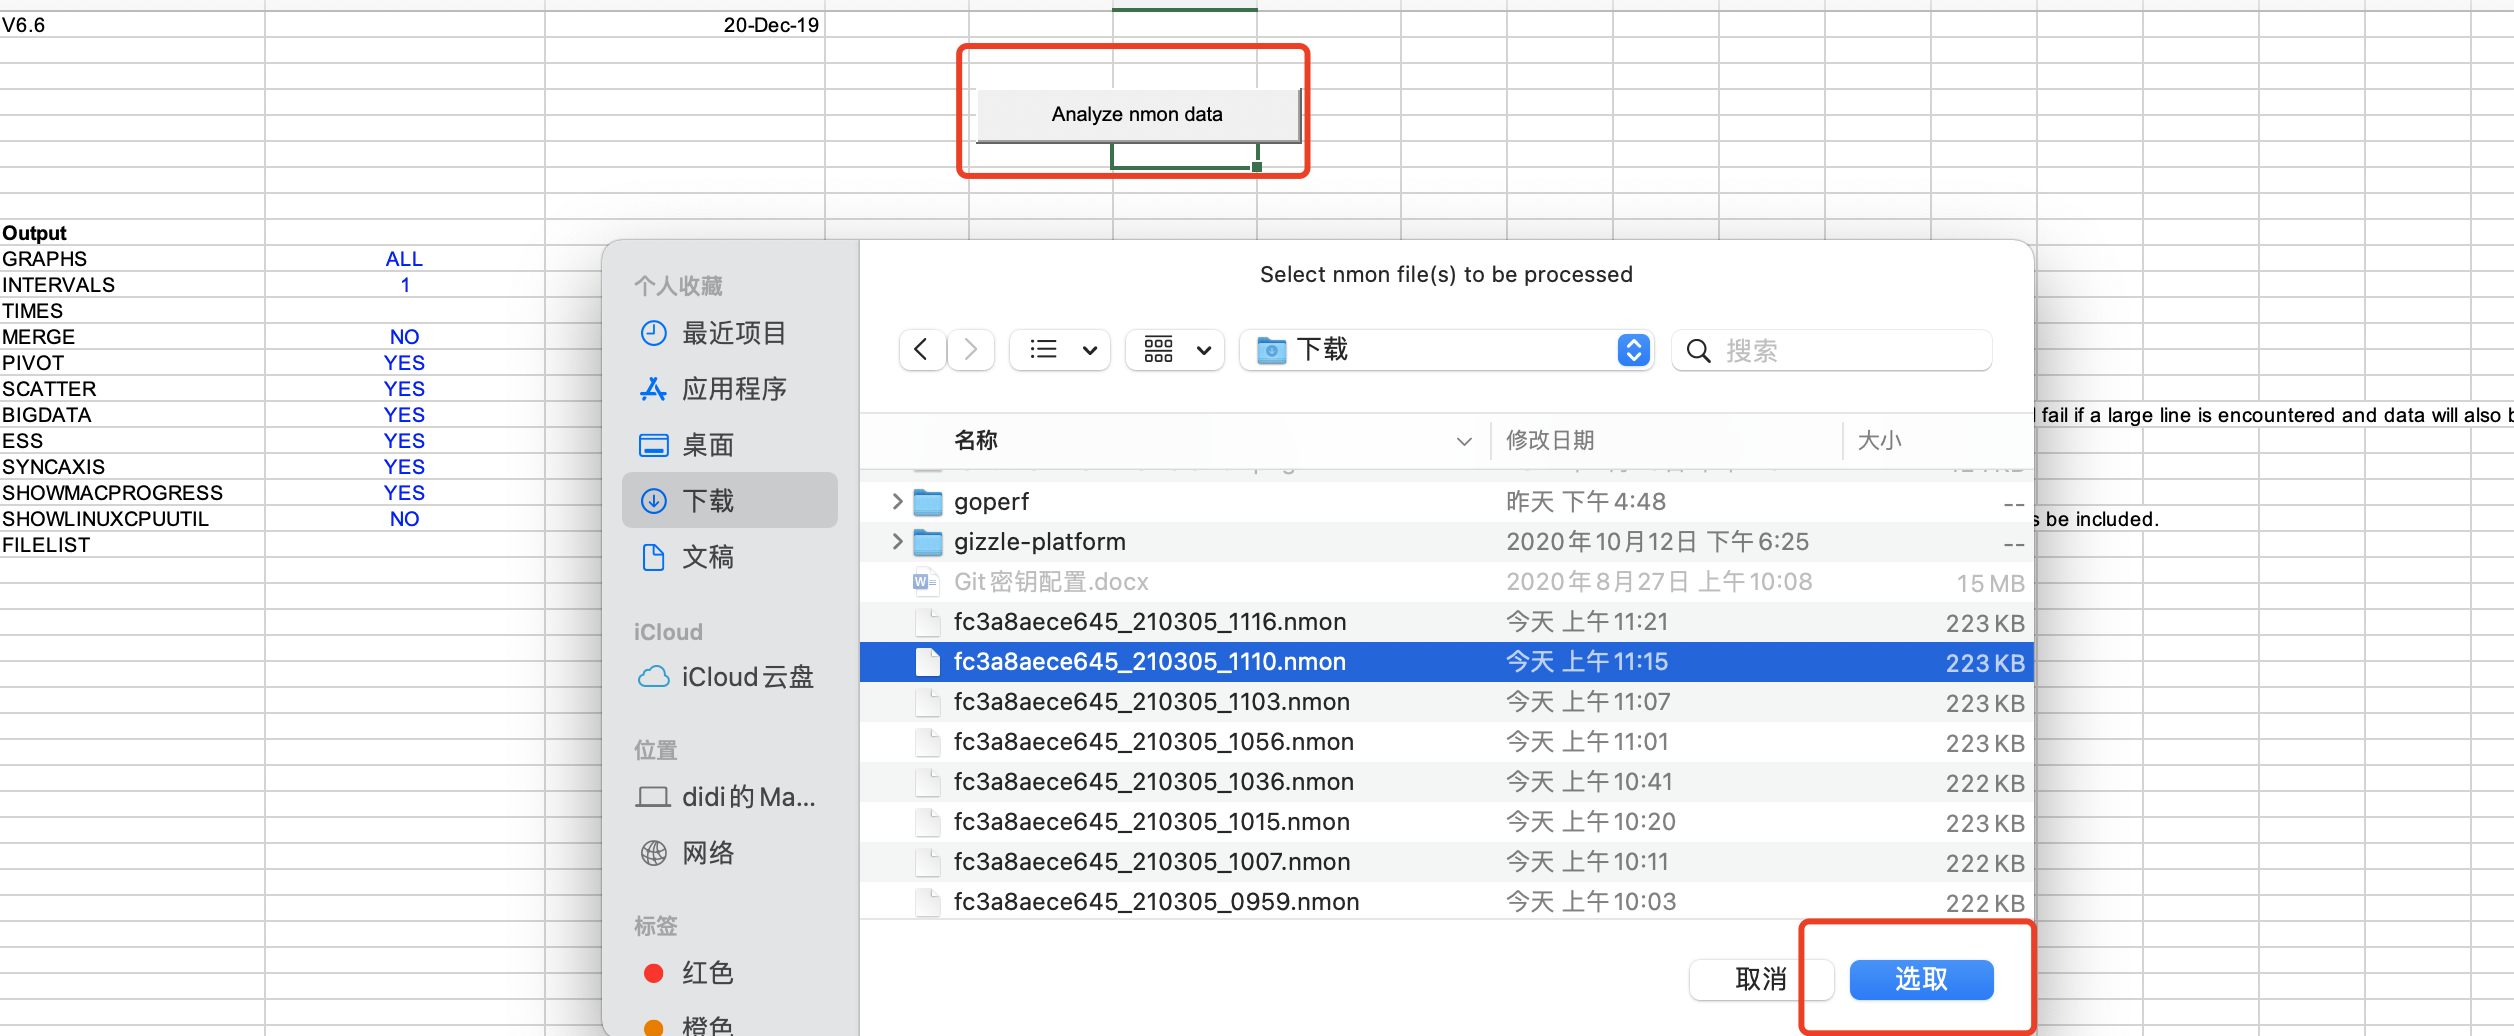 V6.6 20-Dec-19
Analyze nmon data
Output
GRAPHS ALL
INTERVALS 1
TIMES
MERGE NO
PIVOT YES
SCATTER YES
BIGDATA YES
ESS YES
SYNCAXIS YES
SHOWMACPROGRESS YES
SHOWLINUXCPUUTIL NO
FILELIST
fail if a large line is encountered and data will also
be included.
个人收藏
最近项目
应用程序
桌面
下载
文稿
iCloud
iCloud云盘
位置
didi的Ma...
网络
标签
红色
橙色
Select nmon file(s) to be processed
下载 搜索
名称 修改日期 大小
goperf 昨天 下午4:48 --
gizzle-platform 2020年10月12日 下午6:25 --
Git密钥配置.docx 2020年8月27日 上午10:08 15 MB
fc3a8aece645_210305_1116.nmon 今天 上午11:21 223 KB
fc3a8aece645_210305_1110.nmon 今天 上午11:15 223 KB
fc3a8aece645_210305_1103.nmon 今天 上午11:07 223 KB
fc3a8aece645_210305_1056.nmon 今天 上午11:01 223 KB
fc3a8aece645_210305_1036.nmon 今天 上午10:41 222 KB
fc3a8aece645_210305_1015.nmon 今天 上午10:20 223 KB
fc3a8aece645_210305_1007.nmon 今天 上午10:11 222 KB
fc3a8aece645_210305_0959.nmon 今天 上午10:03 222 KB
取消 选取